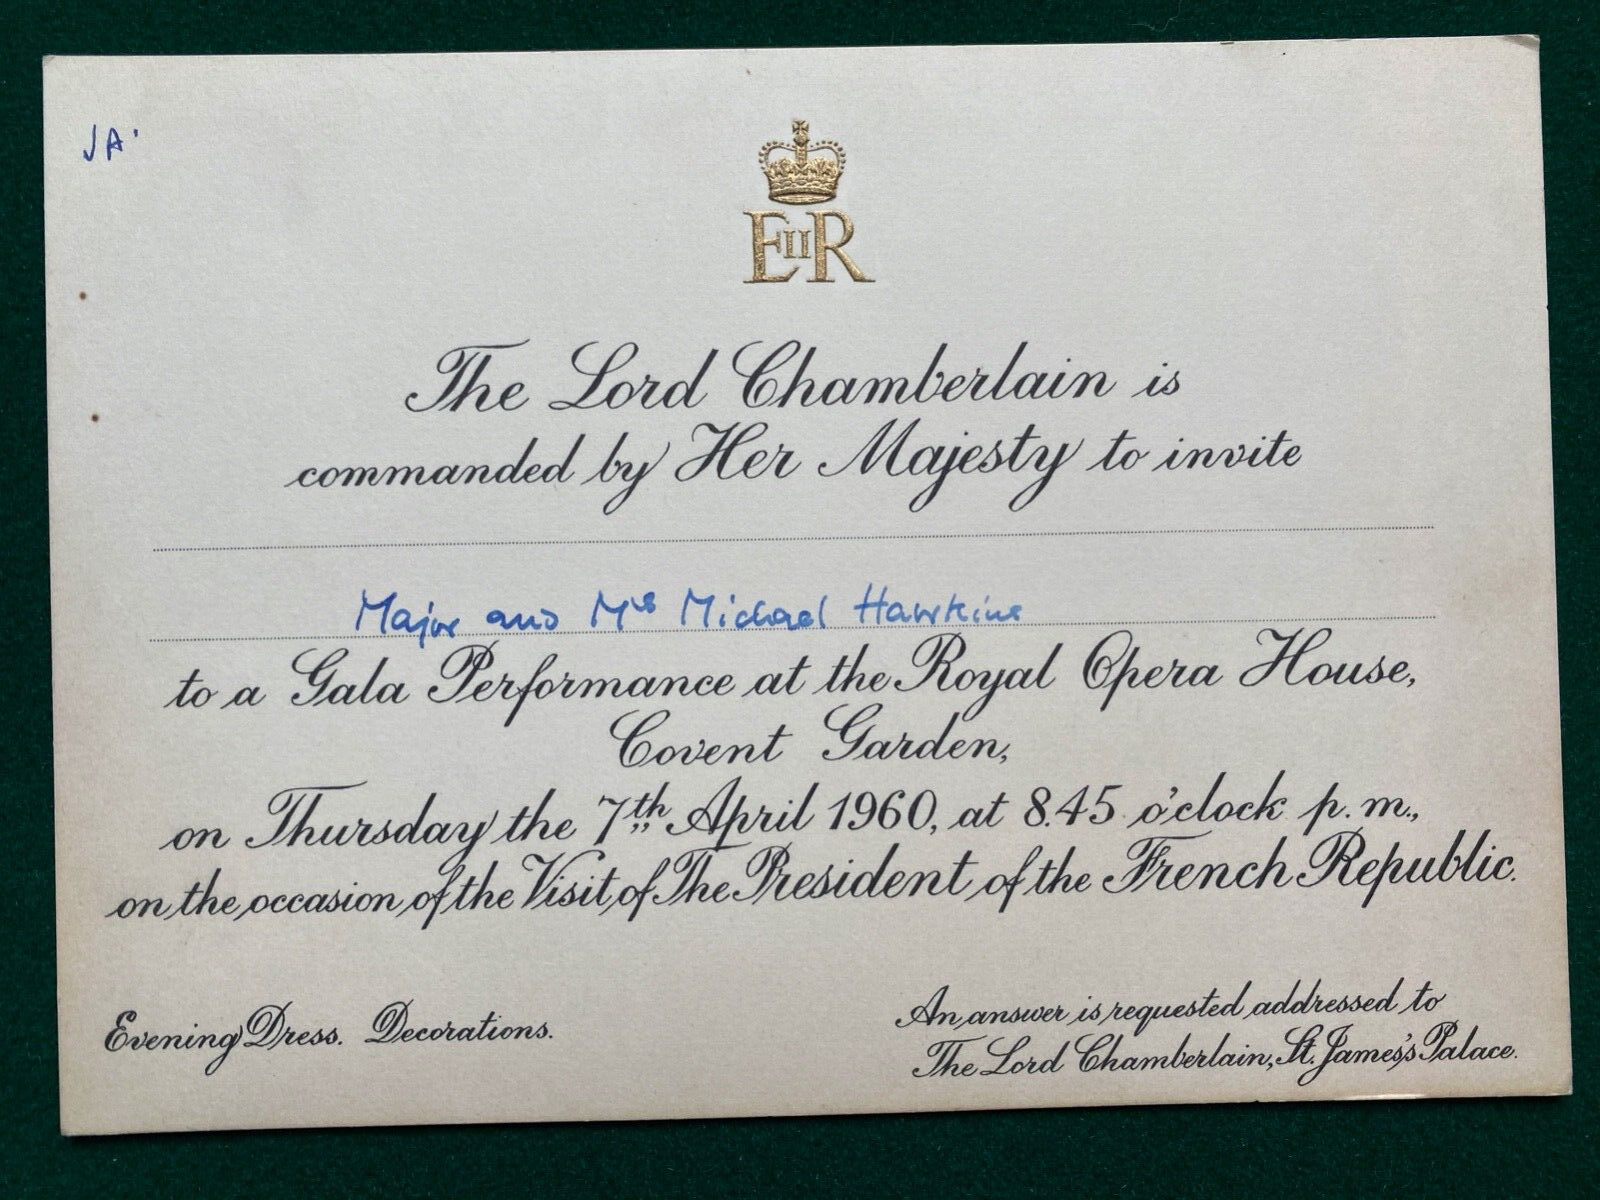 JA'
EIIR
The Lord Chamberlain is
commanded by Her Majesty to invite
Major and Mrs Michael Hawkins
to a Gala Performance at the Royal Opera House,
Covent Garden,
on Thursday the 7th April 1960, at 8.45 o'clock p.m.,
on the occasion of the Visit of The President of the French Republic.
Evening Dress. Decorations.
An answer is requested addressed to
The Lord Chamberlain, St. James's Palace.